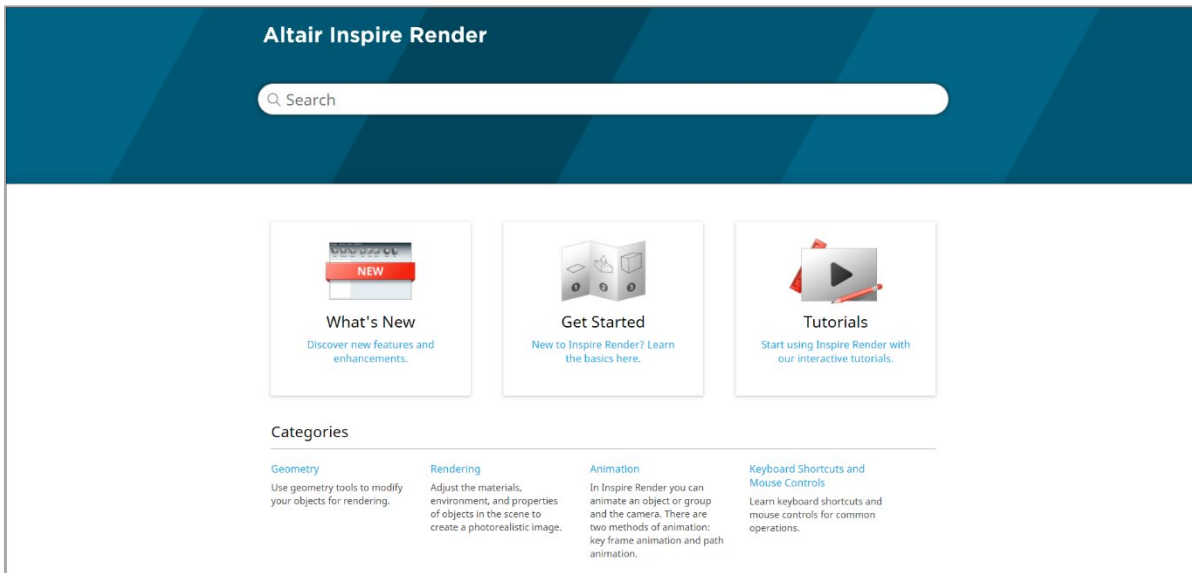 Altair Inspire Render
Search
NEW
1 2 3
What's New
Discover new features and
enhancements.
Get Started
New to Inspire Render? Learn
the basics here.
Tutorials
Start using Inspire Render with
our interactive tutorials.
Categories
Geometry
Use geometry tools to modify
your objects for rendering.
Rendering
Adjust the materials,
environment, and properties
of objects in the scene to
create a photorealistic image.
Animation
In Inspire Render you can
animate an object or group
and the camera. There are
two methods of animation:
key frame animation and path
animation.
Keyboard Shortcuts and
Mouse Controls
Learn keyboard shortcuts and
mouse controls for common
operations.